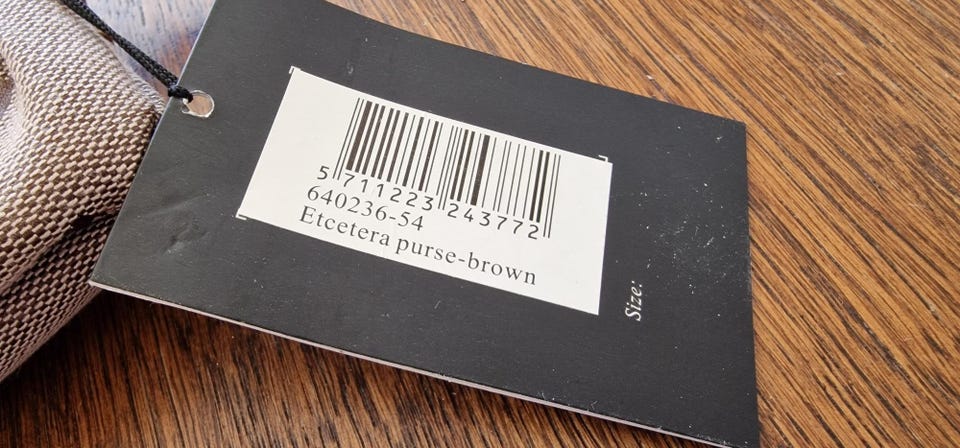 5 711223 243772
640236-54
Etcetera purse-brown
Size: